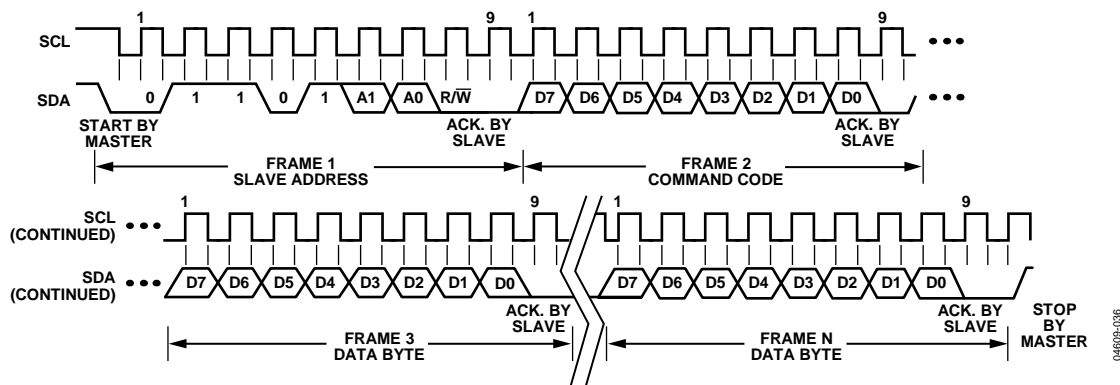 1 9 1 9
SCL
SDA 0 1 1 0 1 A1 A0 R/W̅ D7 D6 D5 D4 D3 D2 D1 D0
START BY MASTER
ACK. BY SLAVE
ACK. BY SLAVE
FRAME 1
SLAVE ADDRESS
FRAME 2
COMMAND CODE
1 9 1 9
SCL
(CONTINUED)
SDA
(CONTINUED)
D7 D6 D5 D4 D3 D2 D1 D0 D7 D6 D5 D4 D3 D2 D1 D0
ACK. BY
SLAVE
ACK. BY
SLAVE
STOP
BY
MASTER
FRAME 3
DATA BYTE
FRAME N
DATA BYTE
04609-036